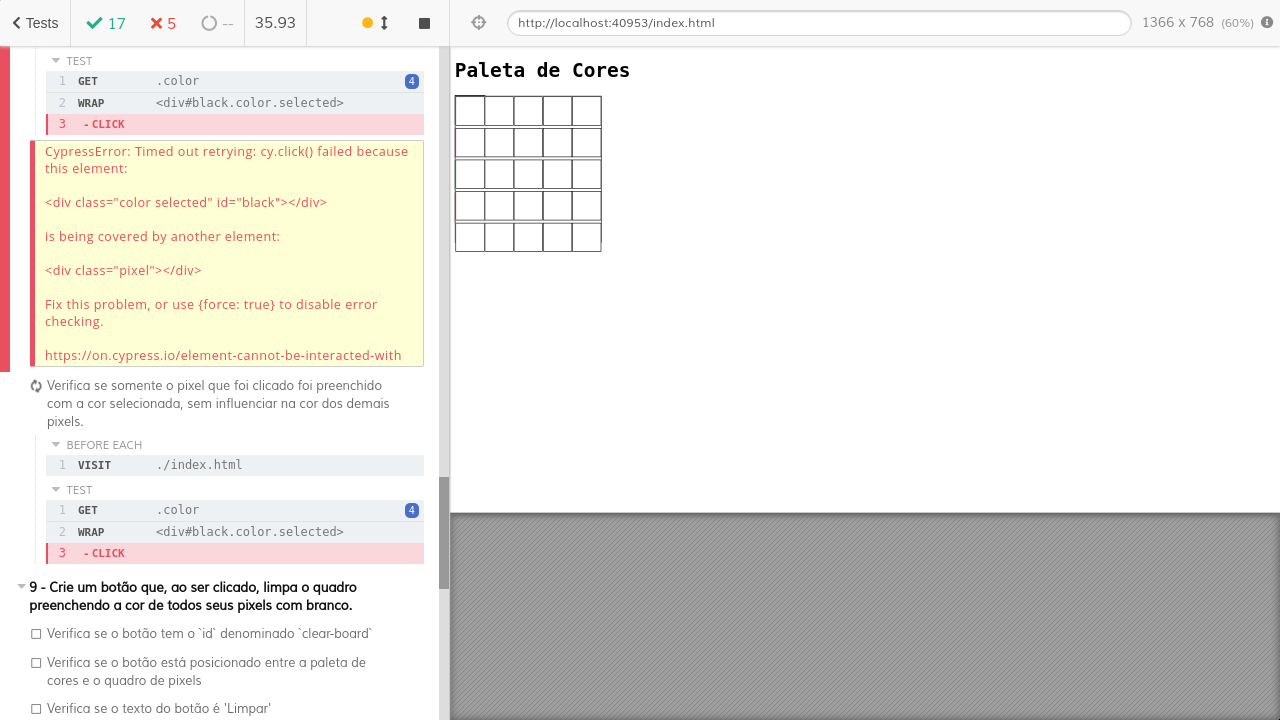 Tests 17 5 -- 35.93
http://localhost:40953/index.html 1366 x 768 (60%)
TEST
1 GET .color 4
2 WRAP <div#black.color.selected>
3 - CLICK
CypressError: Timed out retrying: cy.click() failed because
this element:
<div class="color selected" id="black"></div>
is being covered by another element:
<div class="pixel"></div>
Fix this problem, or use {force: true} to disable error
checking.
https://on.cypress.io/element-cannot-be-interacted-with
Verifica se somente o pixel que foi clicado foi preenchido
com a cor selecionada, sem influenciar na cor dos demais
pixels.
BEFORE EACH
1 VISIT ./index.html
TEST
1 GET .color 4
2 WRAP <div#black.color.selected>
3 - CLICK
9 - Crie um botão que, ao ser clicado, limpa o quadro
preenchendo a cor de todos seus pixels com branco.
Verifica se o botão tem o `id` denominado `clear-board`
Verifica se o botão está posicionado entre a paleta de
cores e o quadro de pixels
Verifica se o texto do botão é 'Limpar'
Paleta de Cores